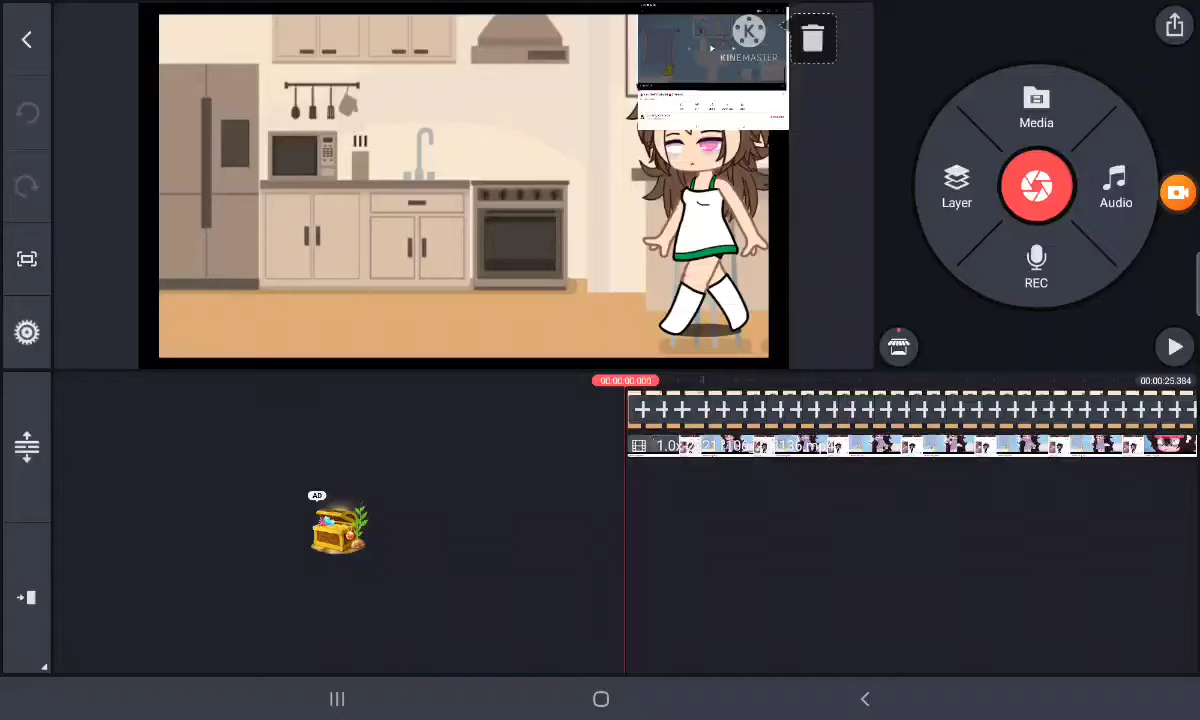 KINEMASTER
Media
Layer
Audio
REC
00:00:00.000
00:00:25.384
1.0x
AD